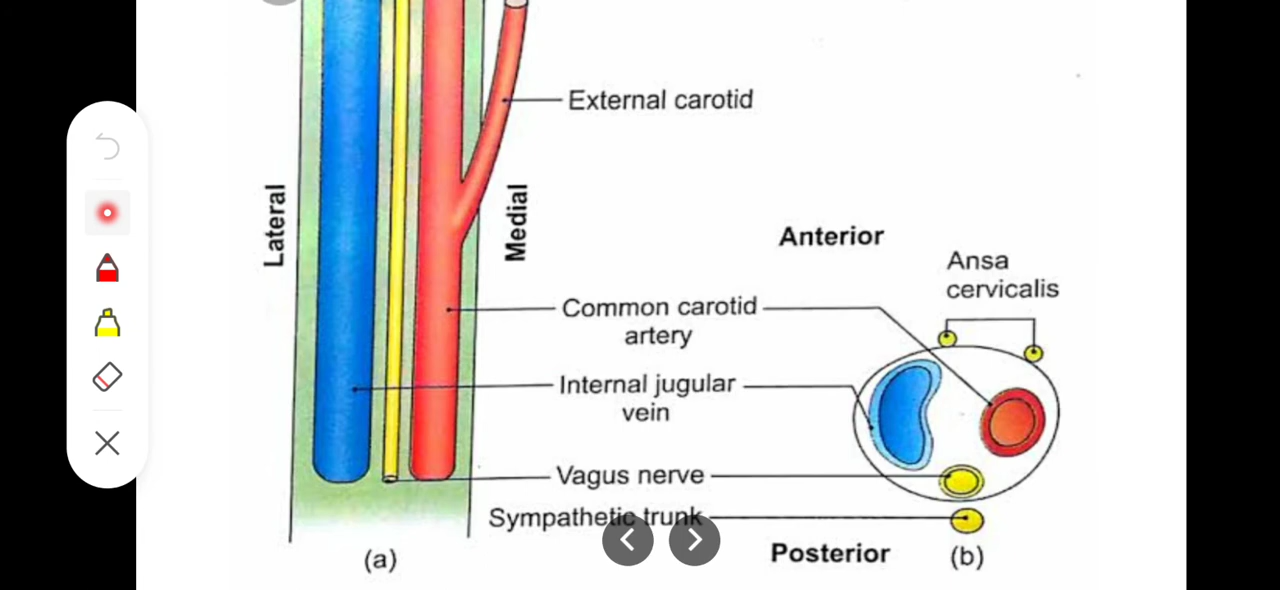 External carotid
Lateral
Medial
Anterior
Ansa
cervicalis
Common carotid
artery
Internal jugular
vein
Vagus nerve
Sympathetic trunk
Posterior
(a)
(b)